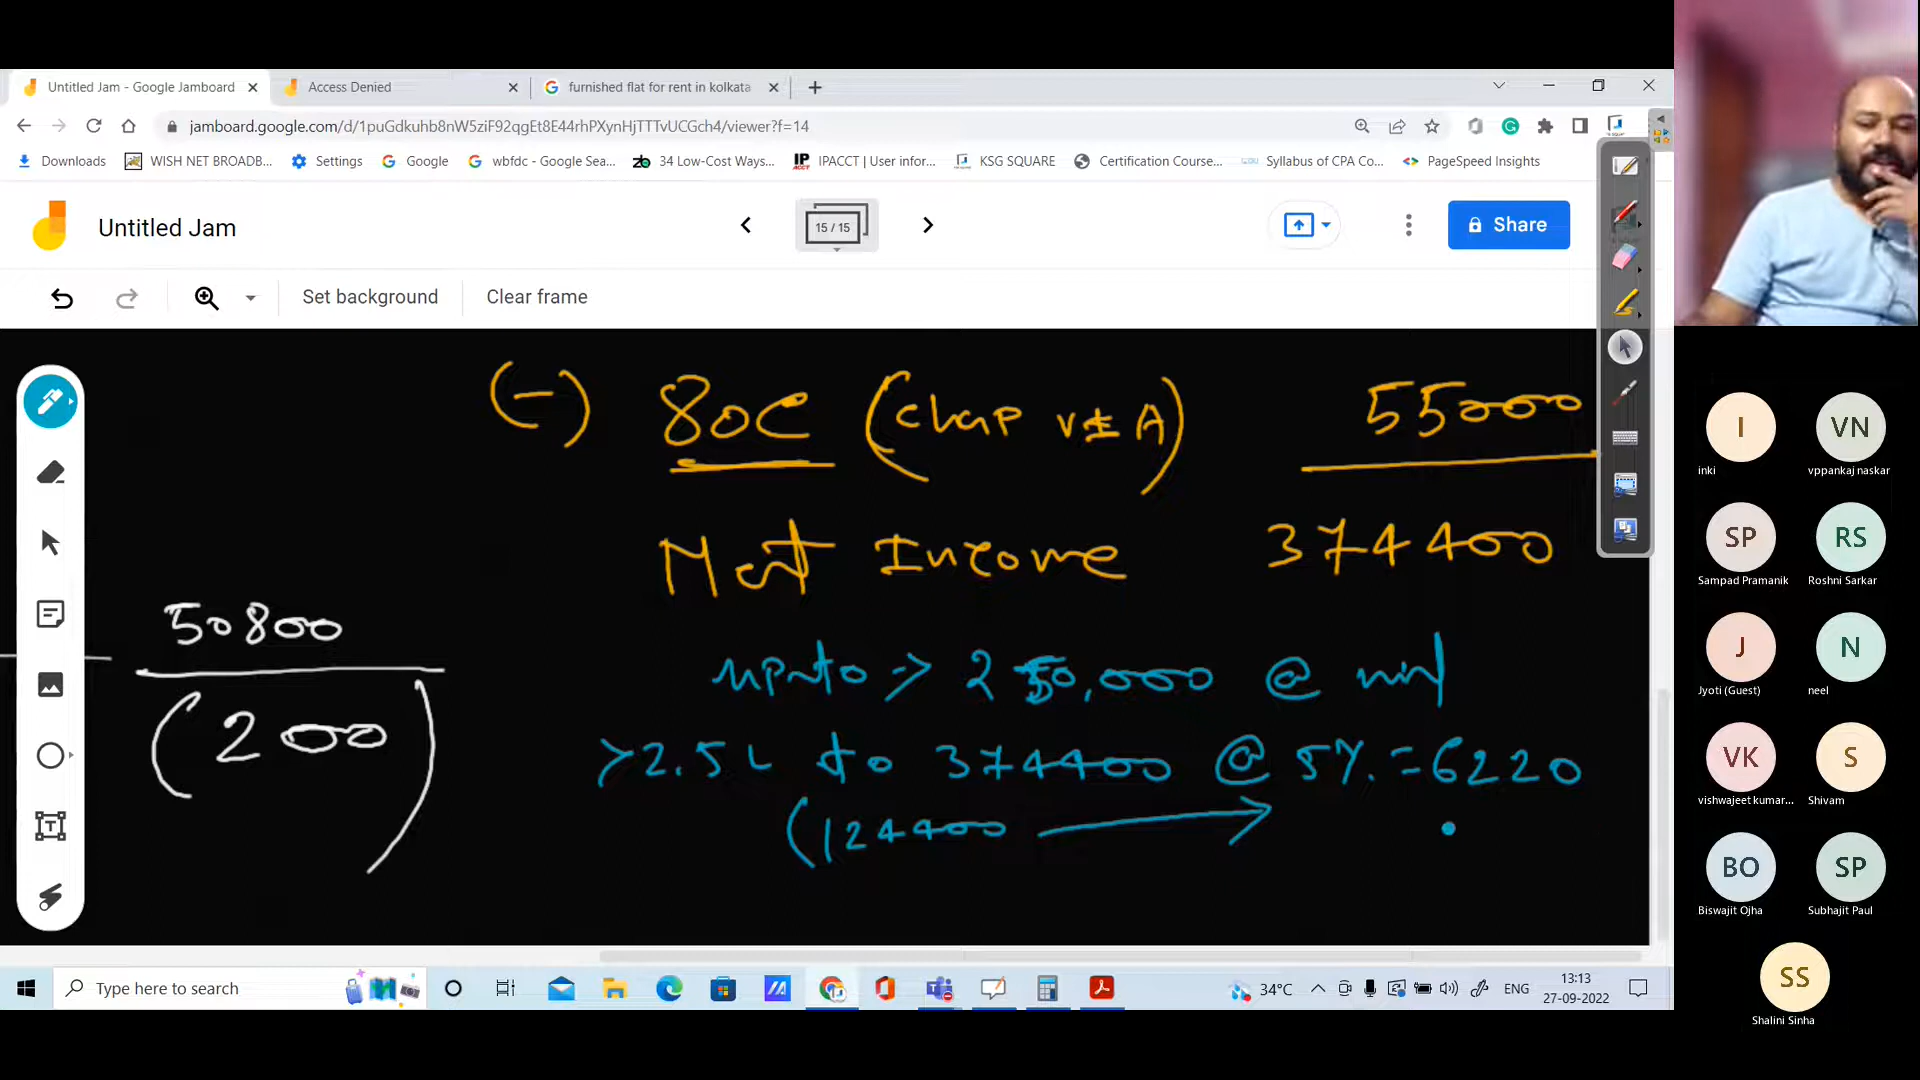 Untitled Jam - Google Jamboard
Access Denied
furnished flat for rent in kolkata
jamboard.google.com/d/1puGdkuhb8nW5ziF92qgEt8E44rhPXynHjTTTvUCGch4/viewer?f=14
Downloads
WISH NET BROADB...
Settings
Google
wbfdc - Google Sea...
34 Low-Cost Ways...
IPACCT | User infor...
KSG SQUARE
Certification Course...
Syllabus of CPA Co...
PageSpeed Insights
Untitled Jam
15 / 15
Share
Set background
Clear frame
(-) 80C (Chap VI A) 55000
Net Income 374400
50800
(200)
upto -> 250,000 @ nil
>2.5 L to 374400 @ 5% = 6220
(124400
I
VN
inki
vppankaj naskar
SP
RS
Sampad Pramanik
Roshni Sarkar
J
N
Jyoti (Guest)
neel
VK
S
vishwajeet kumar...
Shivam
BO
SP
Biswajit Ojha
Subhajit Paul
SS
Shalini Sinha
Type here to search
34°C
ENG
13:13
27-09-2022